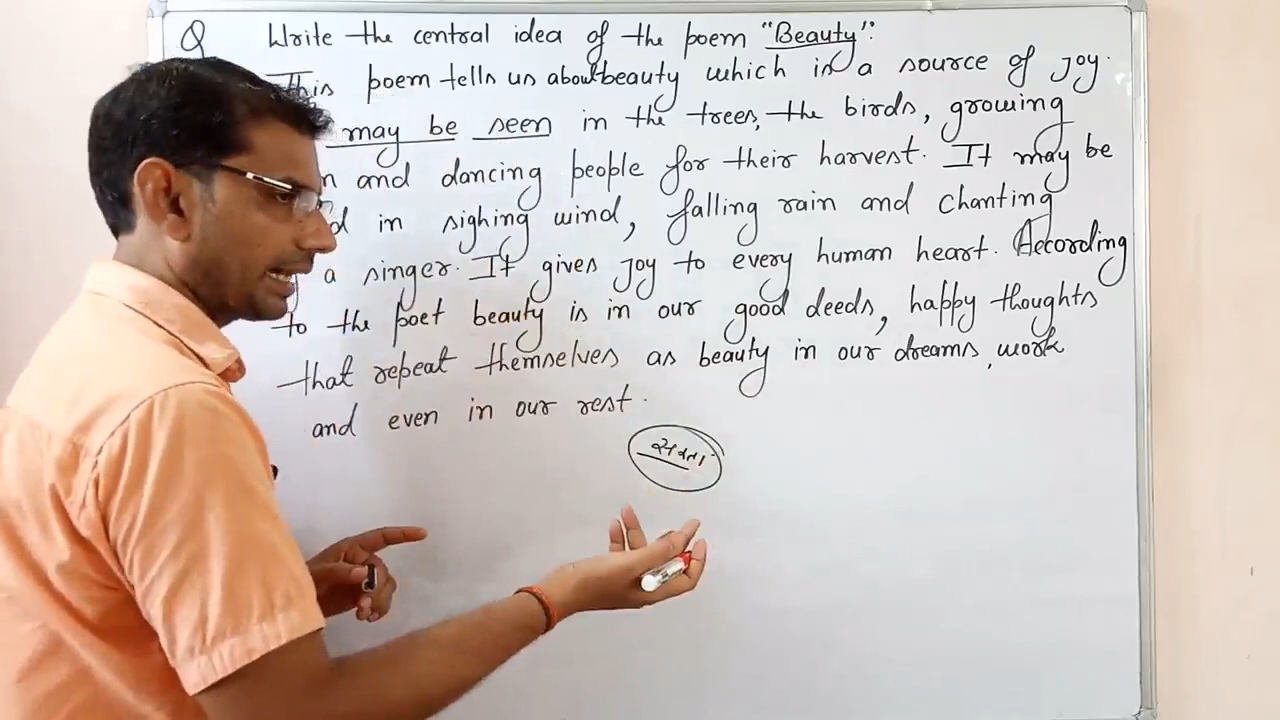 Q Write the central idea of the poem "Beauty".
This poem tells us about beauty which is a source of joy.
may be seen in the trees, the birds, growing
and dancing people for their harvest. It may be
in sighing wind, falling rain and chanting
a singer. It gives joy to every human heart. According
to the poet beauty is in our good deeds, happy thoughts
that repeat themselves as beauty in our dreams, work
and even in our rest.